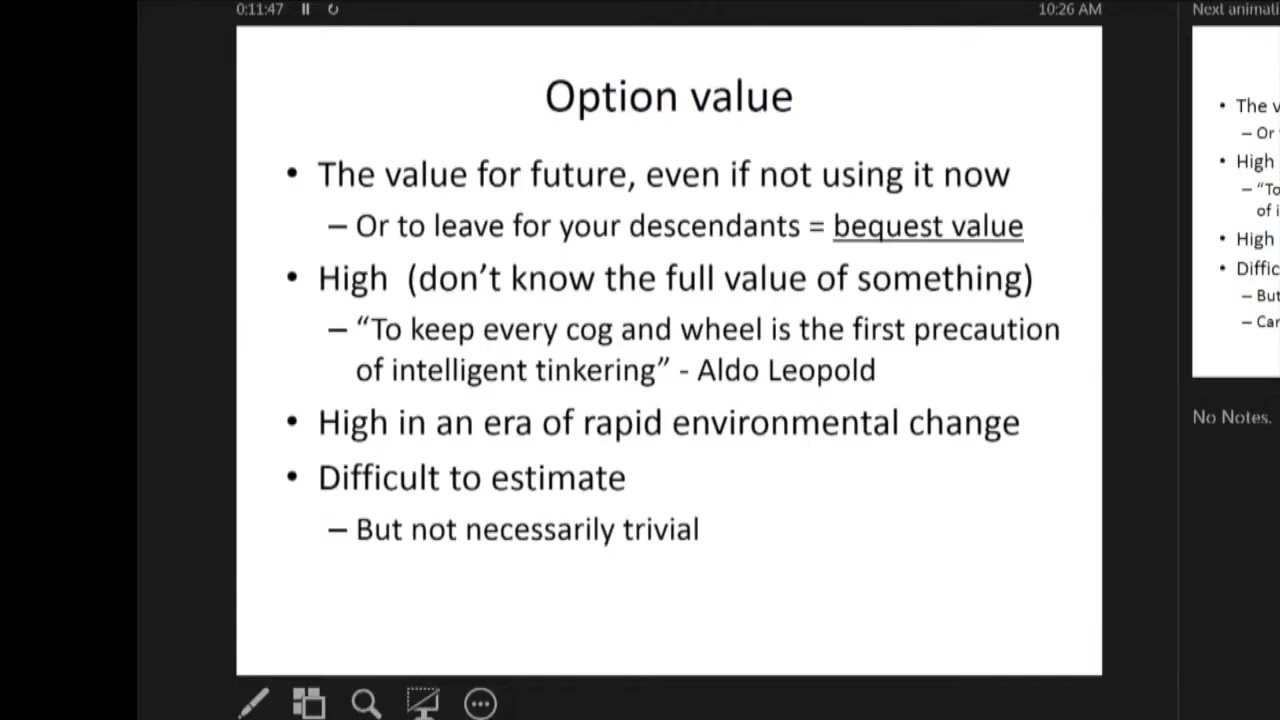 0:11:47
10:26 AM
Next animati
Option value
• The value for future, even if not using it now
– Or to leave for your descendants = bequest value
• High (don’t know the full value of something)
– “To keep every cog and wheel is the first precaution
of intelligent tinkering” - Aldo Leopold
• High in an era of rapid environmental change
• Difficult to estimate
– But not necessarily trivial
• The v
– Or
• High
– “To
of i
• High
• Diffic
– But
– Can
No Notes.